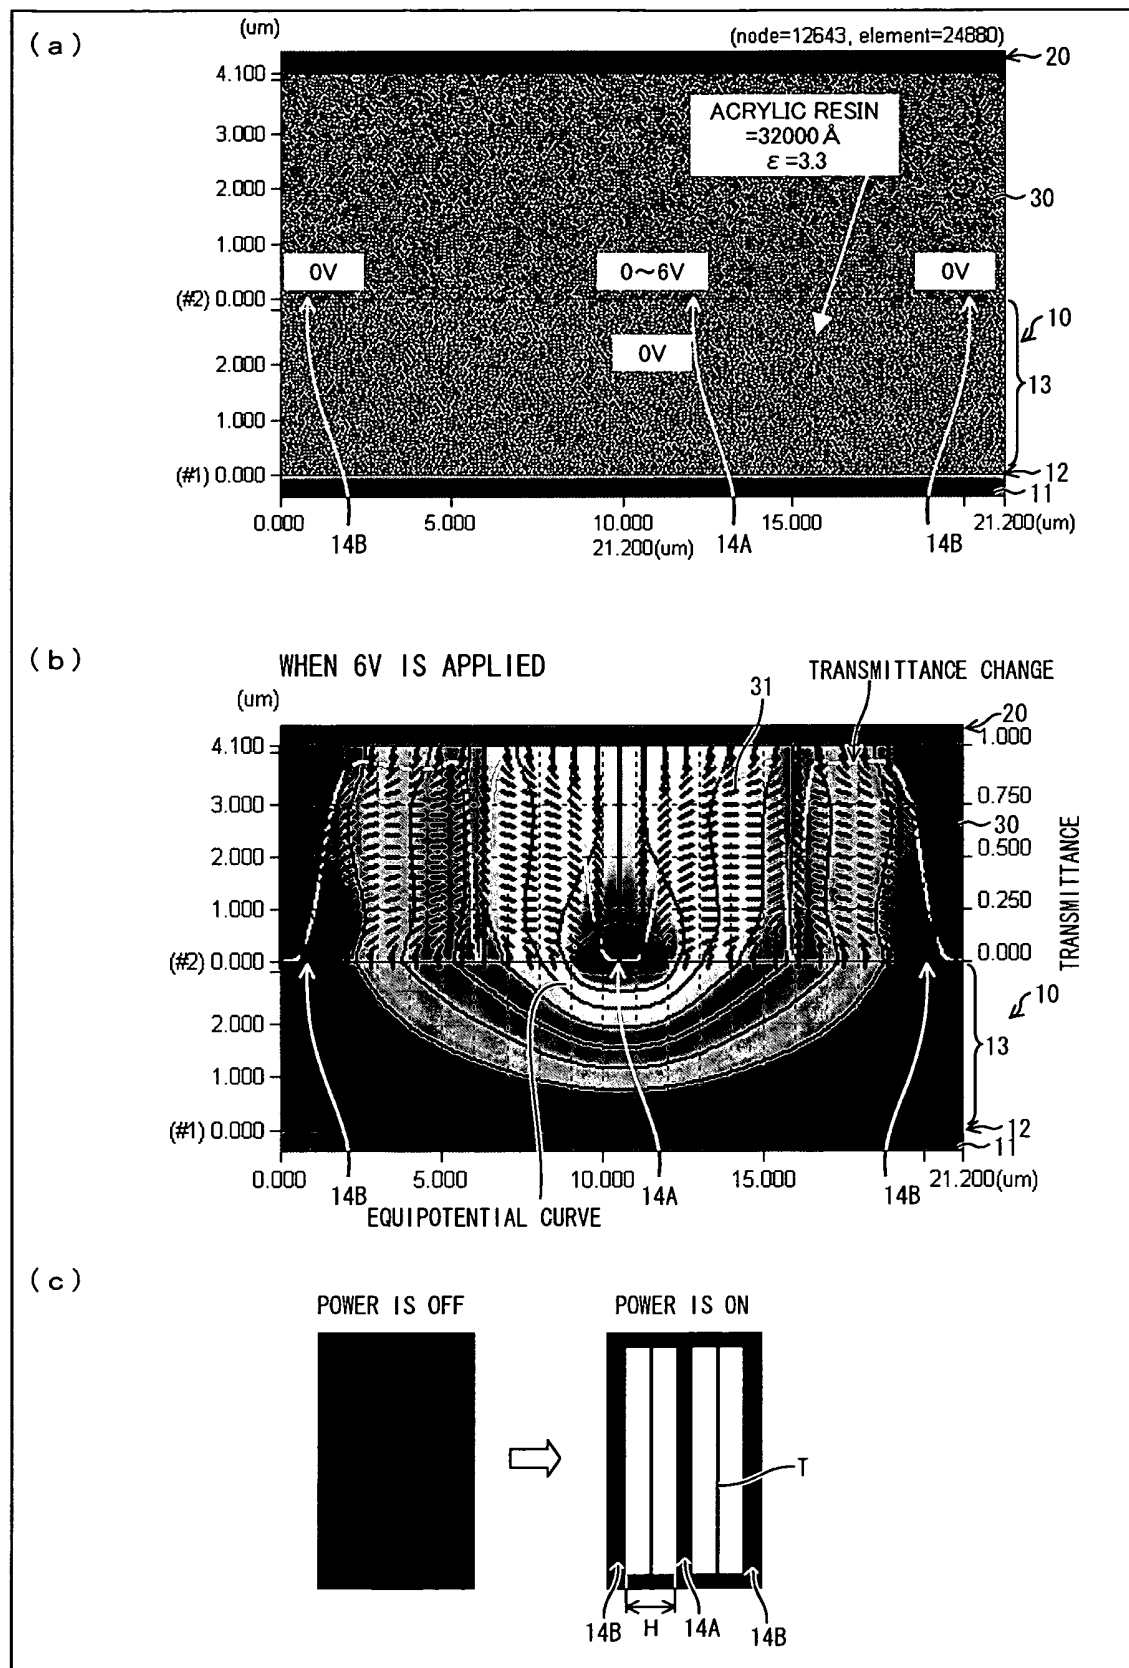 (a)
(um)
(node=12643, element=24880)
20
4.100
ACRYLIC RESIN
=32000Å
ε=3.3
3.000
2.000
30
1.000
0V
0~6V
0V
(#2) 0.000
10
0V
2.000
13
1.000
(#1) 0.000
12
11
0.000
5.000
10.000
15.000
21.200(um)
14B
21.200(um)
14A
14B
(b)
WHEN 6V IS APPLIED
TRANSMITTANCE CHANGE
(um)
31
20
4.100
1.000
3.000
0.750
30
2.000
0.500
TRANSMITTANCE
1.000
0.250
(#2) 0.000
0.000
10
2.000
13
1.000
(#1) 0.000
12
11
0.000
5.000
10.000
15.000
21.200(um)
14B
14A
14B
EQUIPOTENTIAL CURVE
(c)
POWER IS OFF
POWER IS ON
T
14B
H
14A
14B